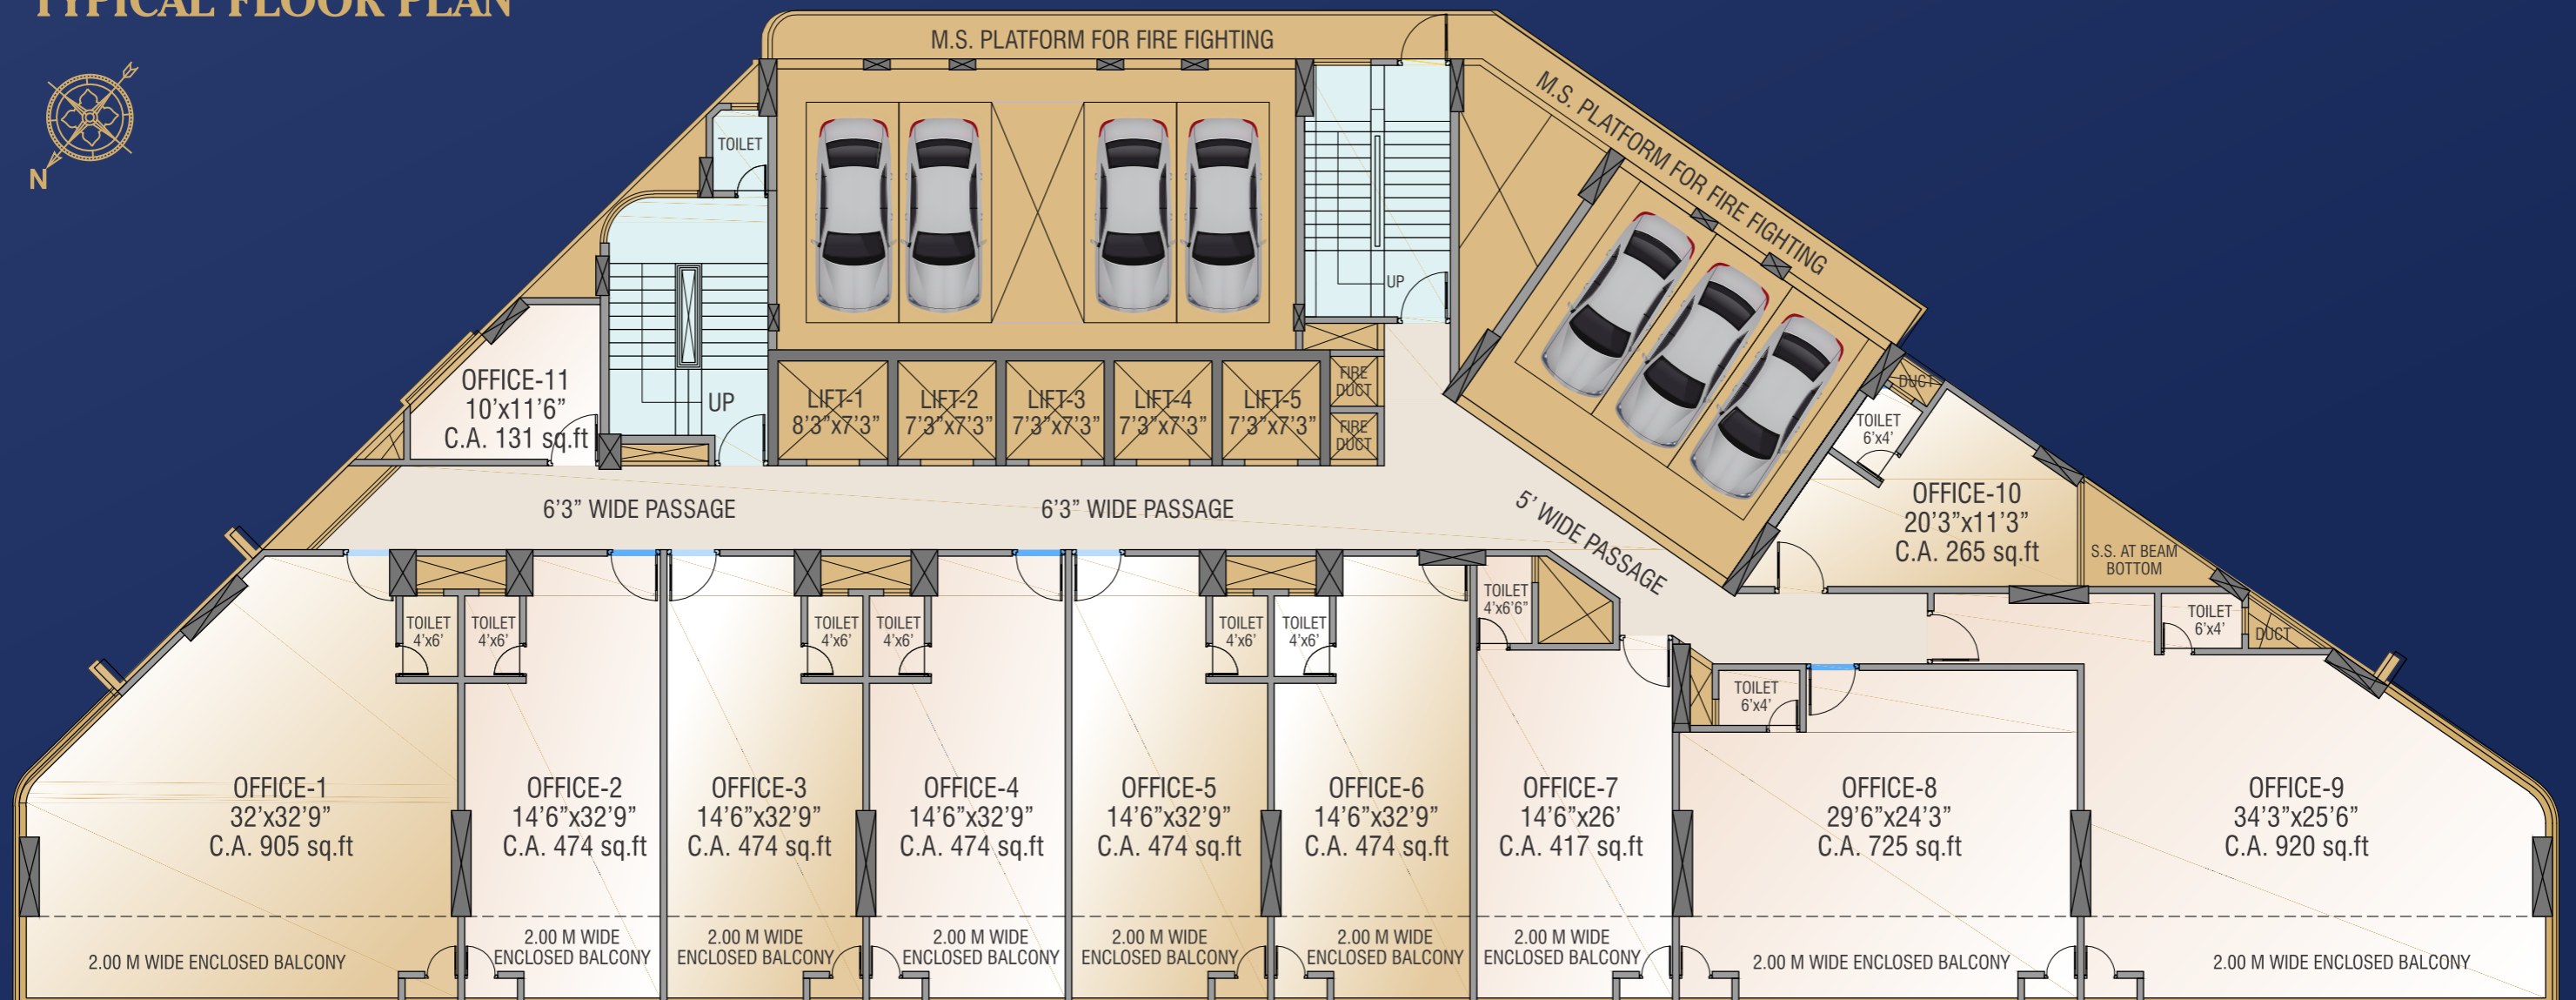 TYPICAL FLOOR PLAN
N
M.S. PLATFORM FOR FIRE FIGHTING
M.S. PLATFORM FOR FIRE FIGHTING
TOILET
UP
UP
OFFICE-11
10'x11'6"
C.A. 131 sq.ft
LIFT-1
8'3"x7'3"
LIFT-2
7'3"x7'3"
LIFT-3
7'3"x7'3"
LIFT-4
7'3"x7'3"
LIFT-5
7'3"x7'3"
FIRE
DUCT
FIRE
DUCT
DUCT
TOILET
6'x4'
OFFICE-10
20'3"x11'3"
C.A. 265 sq.ft
S.S. AT BEAM
BOTTOM
6'3" WIDE PASSAGE
6'3" WIDE PASSAGE
5' WIDE PASSAGE
TOILET
4'x6'
TOILET
4'x6'
TOILET
4'x6'
TOILET
4'x6'
TOILET
4'x6'
TOILET
4'x6'
TOILET
4'x6'6"
TOILET
6'x4'
TOILET
6'x4'
DUCT
OFFICE-1
32'x32'9"
C.A. 905 sq.ft
OFFICE-2
14'6"x32'9"
C.A. 474 sq.ft
OFFICE-3
14'6"x32'9"
C.A. 474 sq.ft
OFFICE-4
14'6"x32'9"
C.A. 474 sq.ft
OFFICE-5
14'6"x32'9"
C.A. 474 sq.ft
OFFICE-6
14'6"x32'9"
C.A. 474 sq.ft
OFFICE-7
14'6"x26'
C.A. 417 sq.ft
OFFICE-8
29'6"x24'3"
C.A. 725 sq.ft
OFFICE-9
34'3"x25'6"
C.A. 920 sq.ft
2.00 M WIDE ENCLOSED BALCONY
2.00 M WIDE
ENCLOSED BALCONY
2.00 M WIDE
ENCLOSED BALCONY
2.00 M WIDE
ENCLOSED BALCONY
2.00 M WIDE
ENCLOSED BALCONY
2.00 M WIDE
ENCLOSED BALCONY
2.00 M WIDE
ENCLOSED BALCONY
2.00 M WIDE ENCLOSED BALCONY
2.00 M WIDE ENCLOSED BALCONY